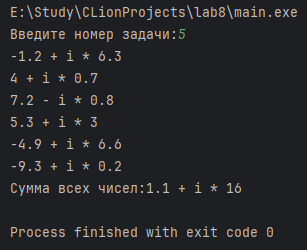 E:\Study\CLionProjects\lab8\main.exe
Введите номер задачи:5
-1.2 + i * 6.3
4 + i * 0.7
7.2 - i * 0.8
5.3 + i * 3
-4.9 + i * 6.6
-9.3 + i * 0.2
Сумма всех чисел:1.1 + i * 16
Process finished with exit code 0